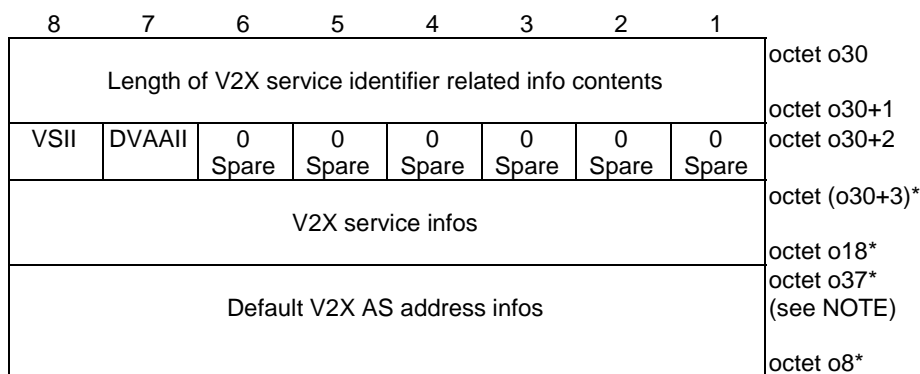 8 7 6 5 4 3 2 1
Length of V2X service identifier related info contents
octet o30
octet o30+1
VSII DVAAII 0 Spare 0 Spare 0 Spare 0 Spare 0 Spare 0 Spare
octet o30+2
V2X service infos
octet (o30+3)*
octet o18*
Default V2X AS address infos
octet o37*
(see NOTE)
octet o8*